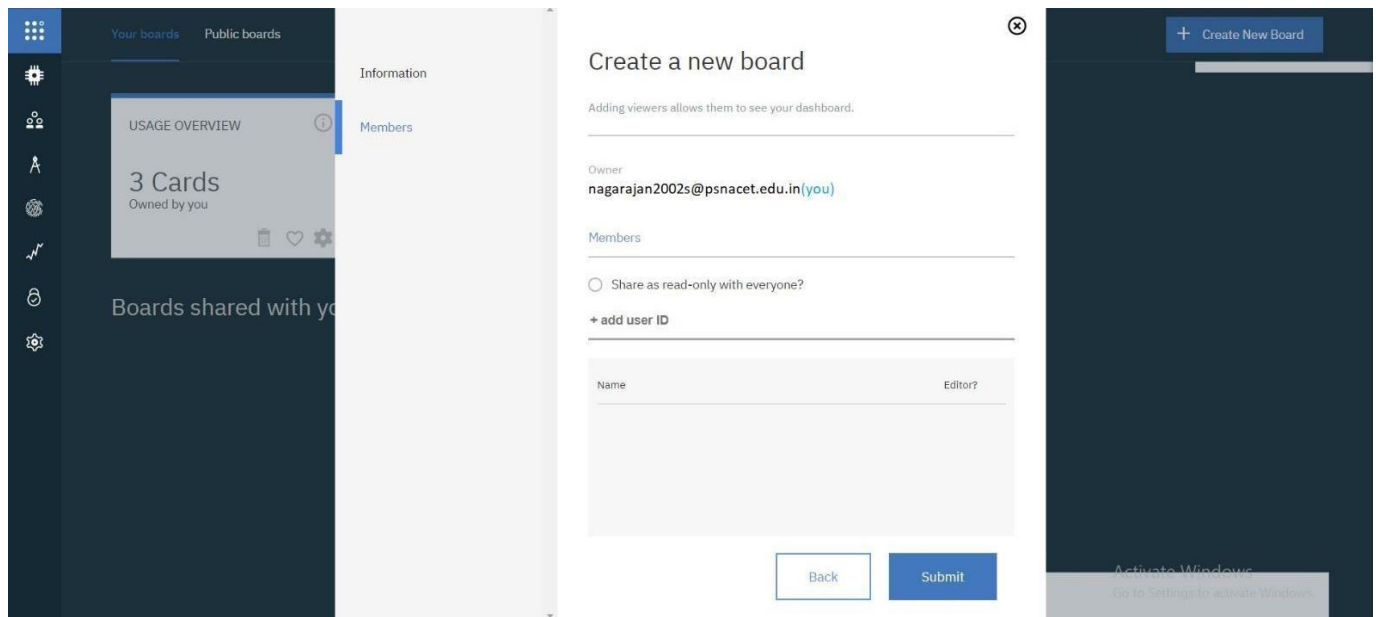 Your boards Public boards
Create New Board
USAGE OVERVIEW
3 Cards
Owned by you
Boards shared with yo
Information
Members
Create a new board
Adding viewers allows them to see your dashboard.
Owner
nagarajan2002s@psnacet.edu.in(you)
Members
Share as read-only with everyone?
+ add user ID
Name Editor?
Back Submit
Activate Windows
Go to Settings to activate Windows.